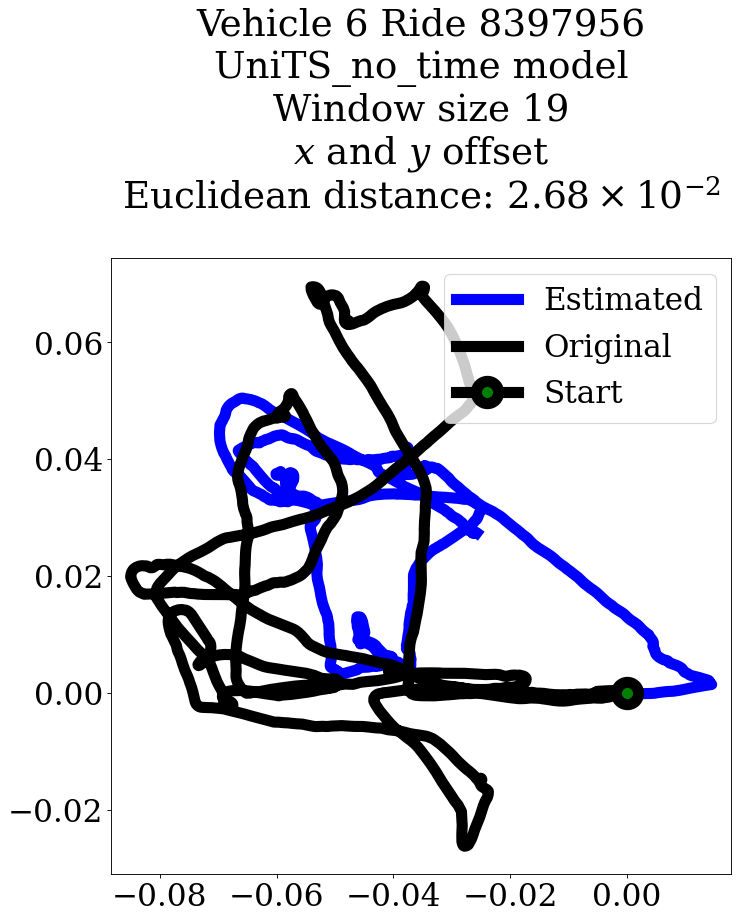 Vehicle 6 Ride 8397956
UniTS_no_time model
Window size 19
x and y offset
Euclidean distance: 2.68 × 10⁻²
Estimated
Original
Start
0.06
0.04
0.02
0.00
−0.02
−0.08 −0.06 −0.04 −0.02 0.00